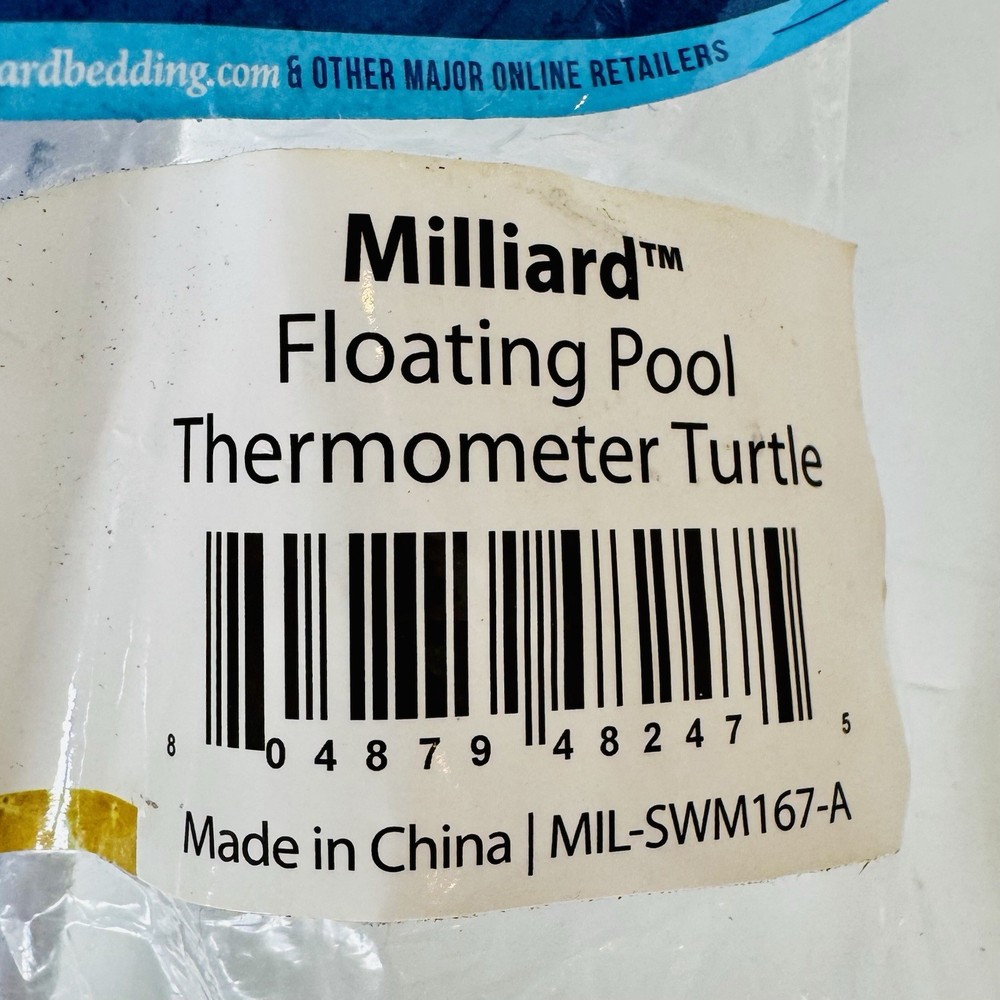 ardbedding.com & OTHER MAJOR ONLINE RETAILERS
Milliard™
Floating Pool
Thermometer Turtle
8 04879 48247 5
Made in China | MIL-SWM167-A